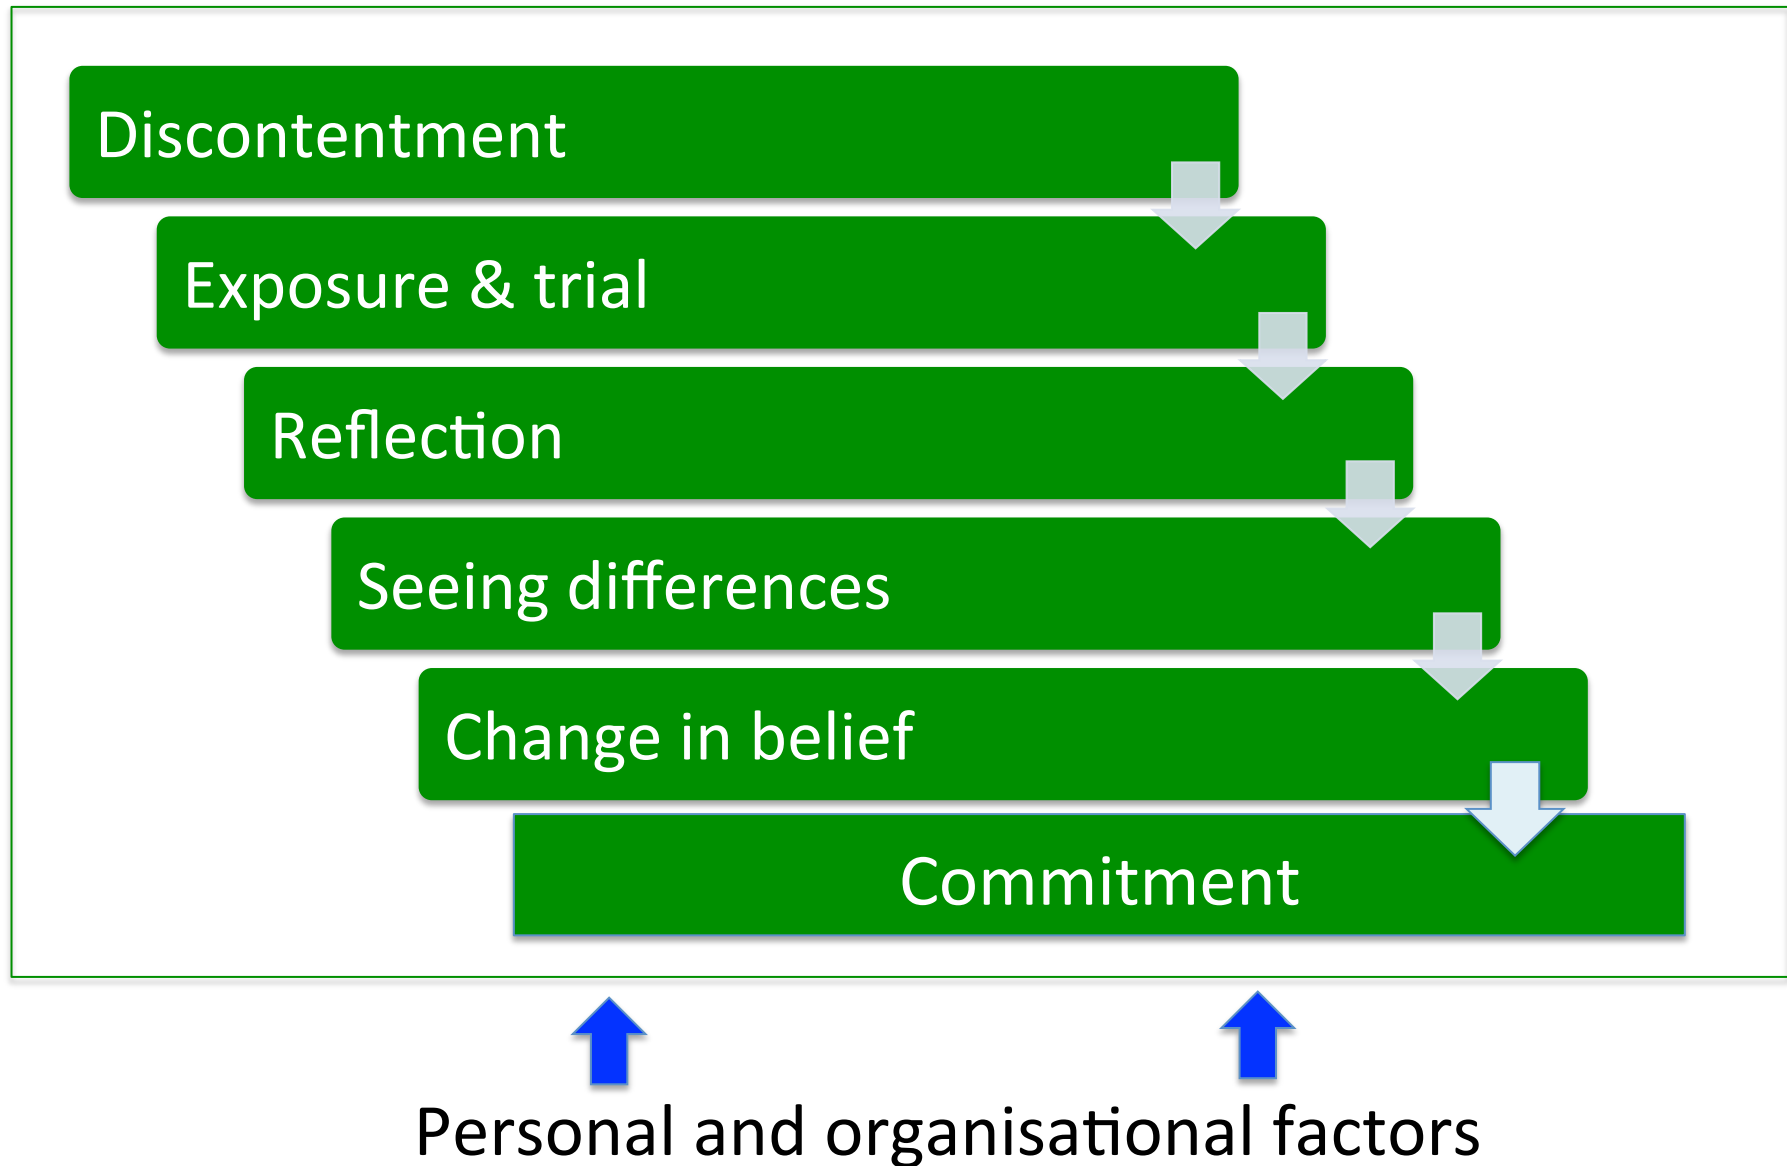 Discontentment
Exposure & trial
Reflection
Seeing differences
Change in belief
Commitment
Personal and organisational factors